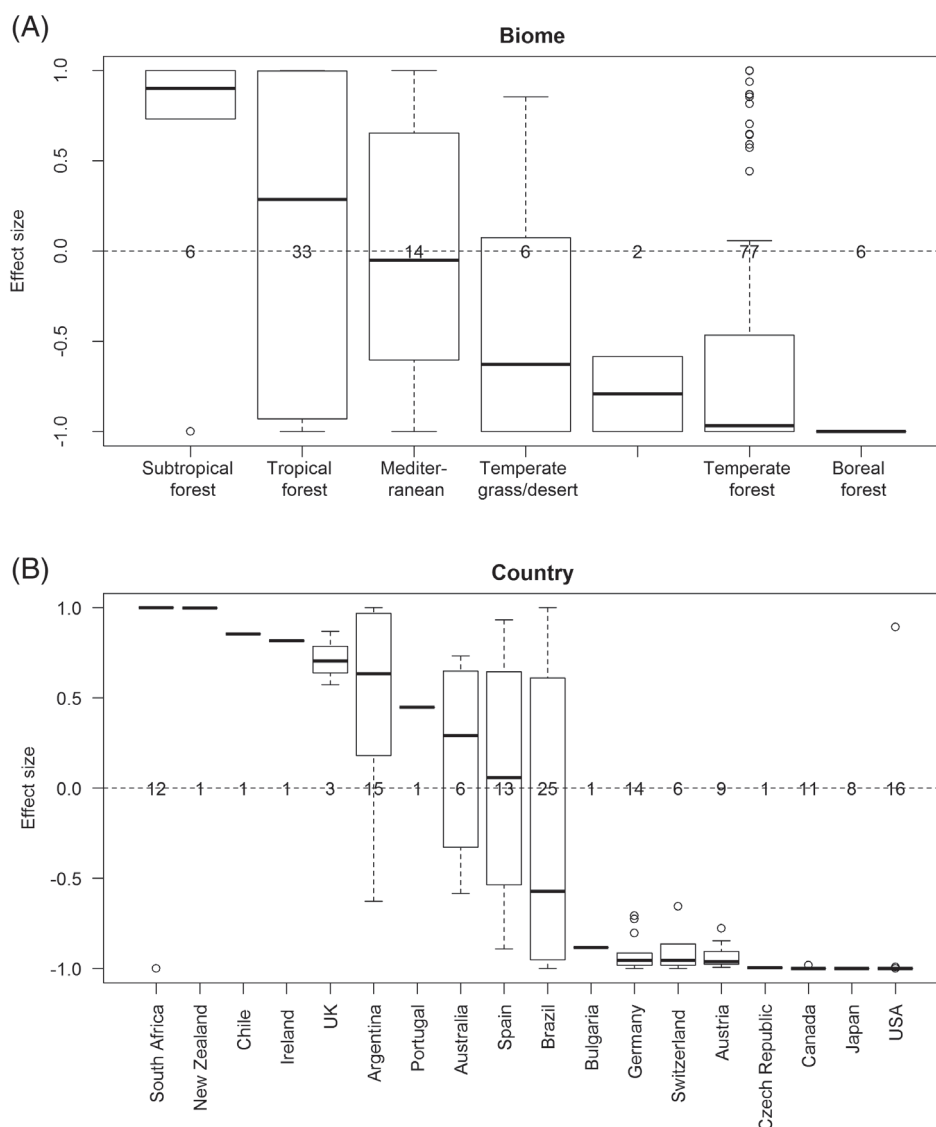 (A)
Biome
Effect size
1.0
0.5
0.0
-0.5
-1.0
6 33 14 6 2 77 6
Subtropical forest
Tropical forest
Mediter- ranean
Temperate grass/desert
Temperate forest
Boreal forest
(B)
Country
Effect size
1.0
0.5
0.0
-0.5
-1.0
12 1 1 1 3 15 1 6 13 25 1 14 6 9 1 11 8 16
South Africa
New Zealand
Chile
Ireland
UK
Argentina
Portugal
Australia
Spain
Brazil
Bulgaria
Germany
Switzerland
Austria
Czech Republic
Canada
Japan
USA